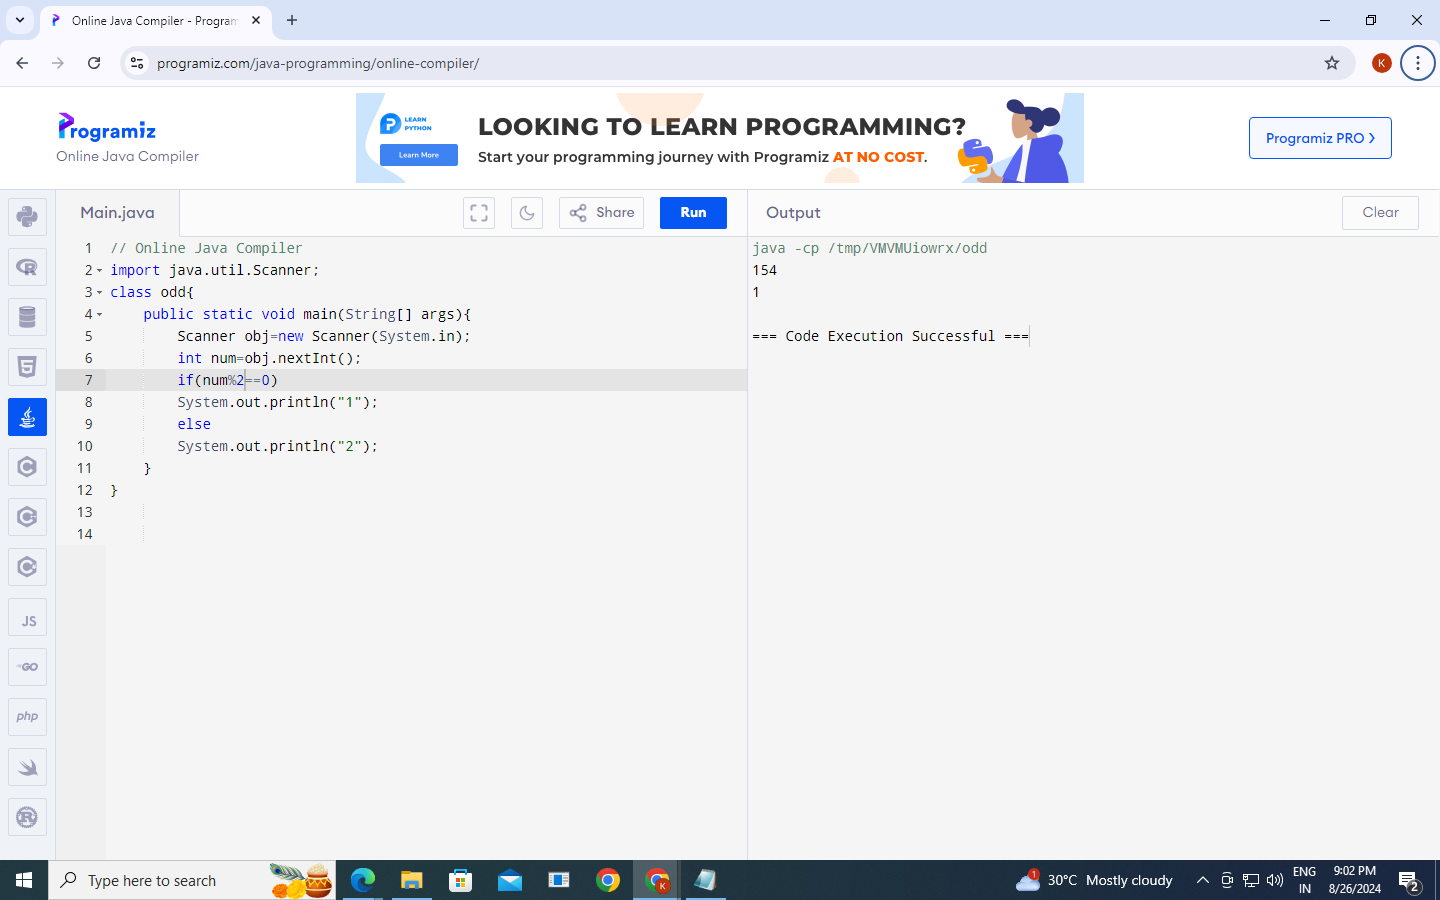 Online Java Compiler - Program
programiz.com/java-programming/online-compiler/
K
Programiz
Online Java Compiler
LEARN
PYTHON
Learn More
LOOKING TO LEARN PROGRAMMING?
Start your programming journey with Programiz AT NO COST.
Programiz PRO
Main.java
Share
Run
Output
Clear
1 // Online Java Compiler
2 import java.util.Scanner;
3 class odd{
4 public static void main(String[] args){
5 Scanner obj=new Scanner(System.in);
6 int num=obj.nextInt();
7 if(num%2==0)
8 System.out.println("1");
9 else
10 System.out.println("2");
11 }
12 }
13
14
java -cp /tmp/VMVMUiowrx/odd
154
1
=== Code Execution Successful ===
JS
GO
php
Type here to search
K
1
30°C Mostly cloudy
ENG
IN
9:02 PM
8/26/2024
2